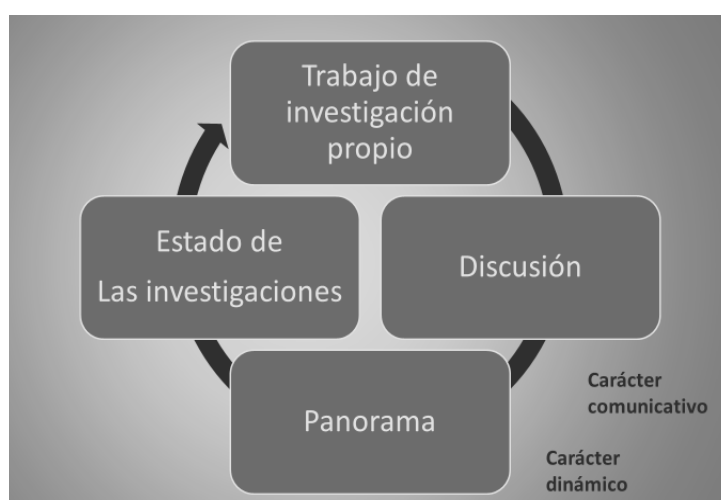 Trabajo de
investigación
propio
Estado de
Las investigaciones
Discusión
Panorama
Carácter
comunicativo
Carácter
dinámico